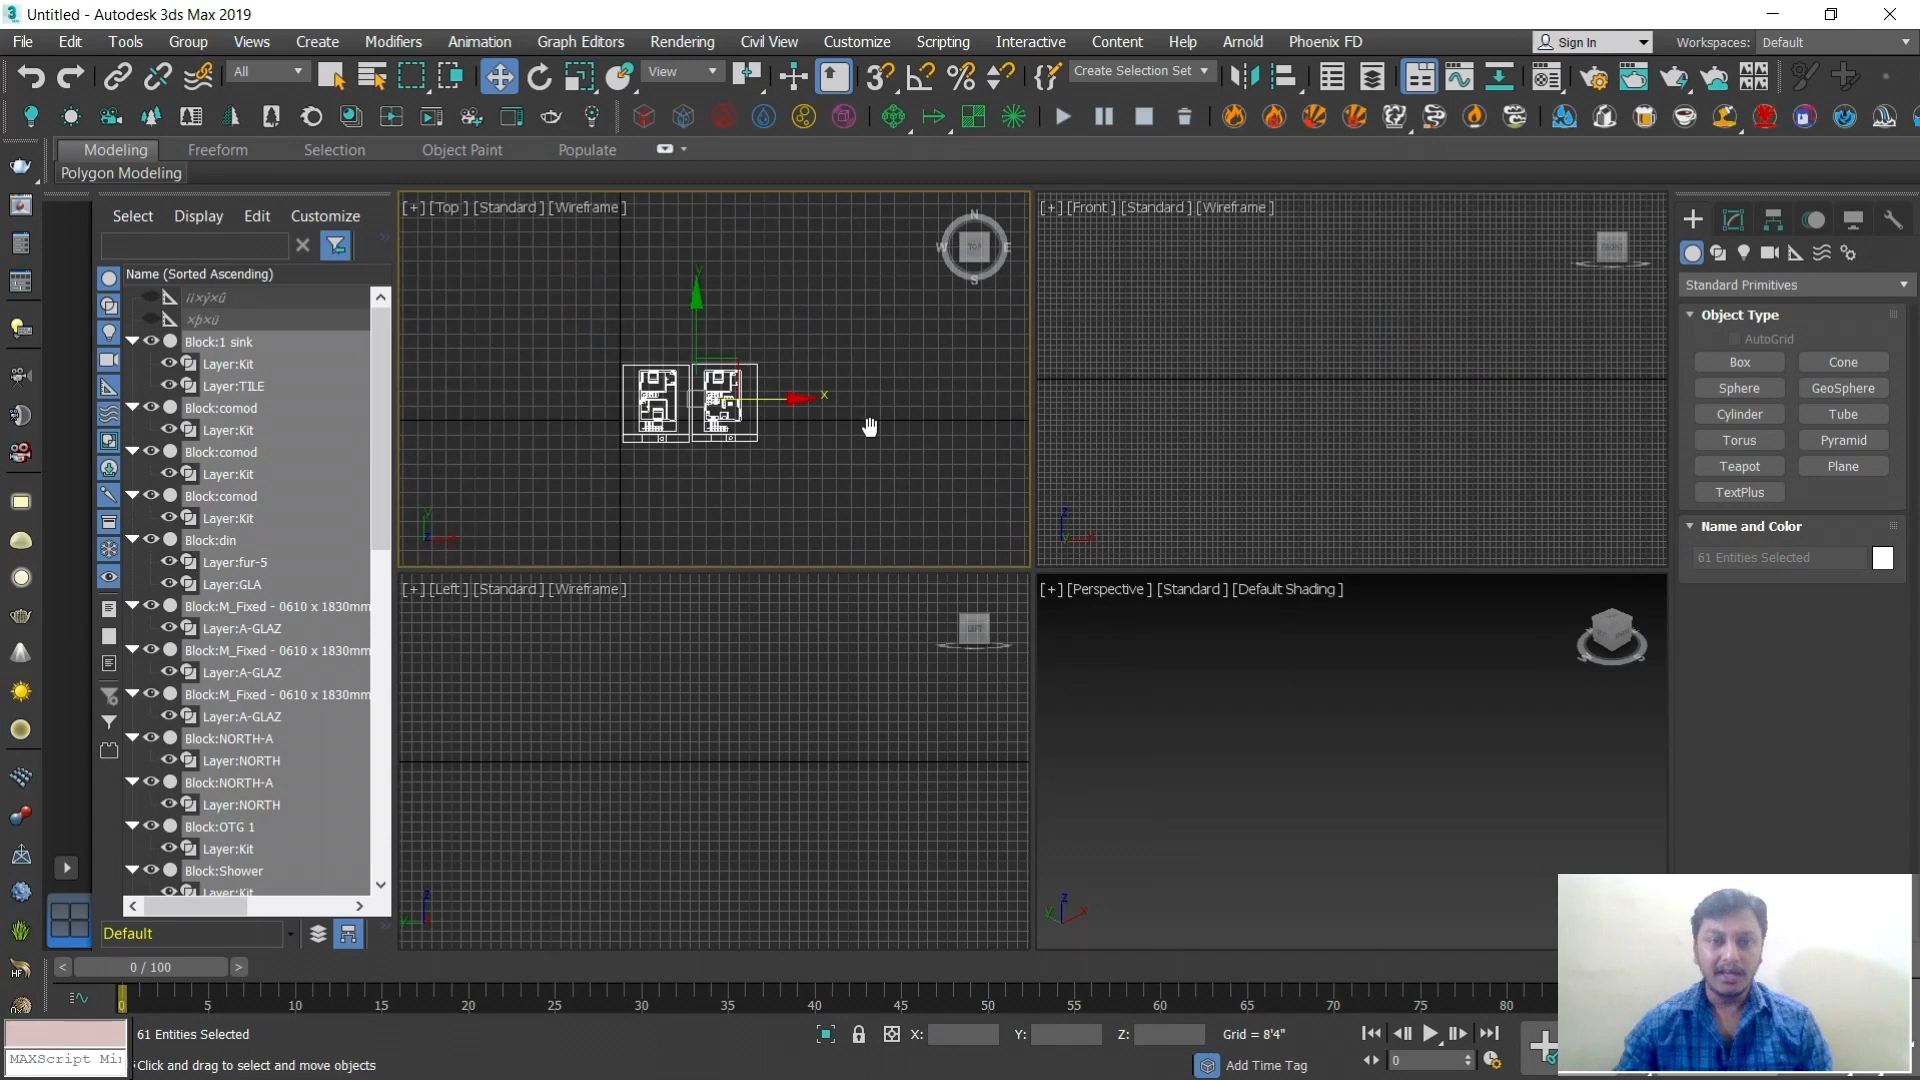 Untitled - Autodesk 3ds Max 2019
File Edit Tools Group Views Create Modifiers Animation Graph Editors Rendering Civil View Customize Scripting Interactive Content Help Arnold Phoenix FD Sign In Workspaces: Default
All View Create Selection Set
Modeling Freeform Selection Object Paint Populate
Polygon Modeling
Select Display Edit Customize
Name (Sorted Ascending)
Block:1 sink
Layer:Kit
Layer:TILE
Block:comod
Layer:Kit
Block:comod
Layer:Kit
Block:comod
Layer:Kit
Block:din
Layer:fur-5
Layer:GLA
Block:M_Fixed - 0610 x 1830mm
Layer:A-GLAZ
Block:M_Fixed - 0610 x 1830mm
Layer:A-GLAZ
Block:M_Fixed - 0610 x 1830mm
Layer:A-GLAZ
Block:NORTH-A
Layer:NORTH
Block:NORTH-A
Layer:NORTH
Block:OTG 1
Layer:Kit
Block:Shower
Layer:Kit
Default
[+] [Top ] [Standard ] [Wireframe ]
N
W TOP E
S
y
x
[+] [Front ] [Standard ] [Wireframe ]
FRONT
[+] [Left ] [Standard ] [Wireframe ]
LEFT
[+] [Perspective ] [Standard ] [Default Shading ]
Standard Primitives
Object Type
AutoGrid
Box Cone
Sphere GeoSphere
Cylinder Tube
Torus Pyramid
Teapot Plane
TextPlus
Name and Color
61 Entities Selected
< 0 / 100 >
0 5 10 15 20 25 30 35 40 45 50 55 60 65 70 75 80
61 Entities Selected X: Y: Z: Grid = 8'4"
MAXScript Mi
Click and drag to select and move objects
Add Time Tag 0